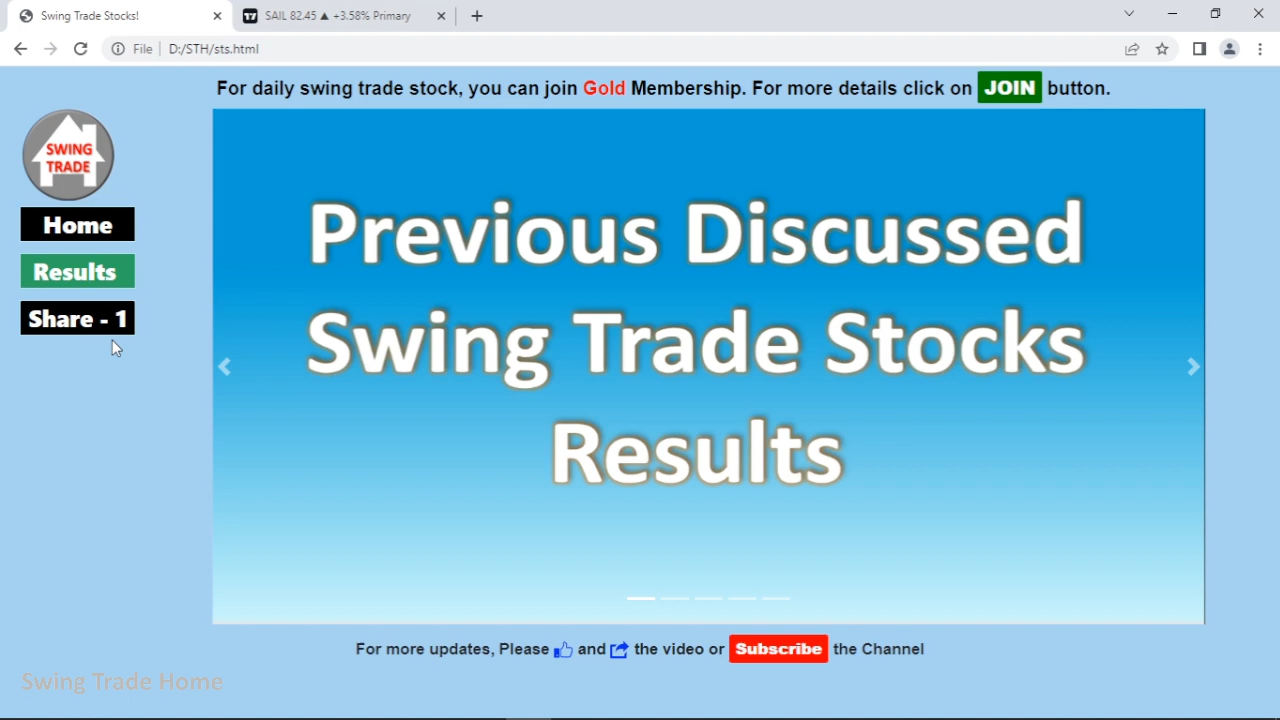 Swing Trade Stocks!
SAIL 82.45 ▲ +3.58% Primary
File
D:/STH/sts.html
For daily swing trade stock, you can join Gold Membership. For more details click on JOIN button.
SWING
TRADE
Home
Results
Share - 1
Previous Discussed
Swing Trade Stocks
Results
For more updates, Please and the video or Subscribe the Channel
Swing Trade Home